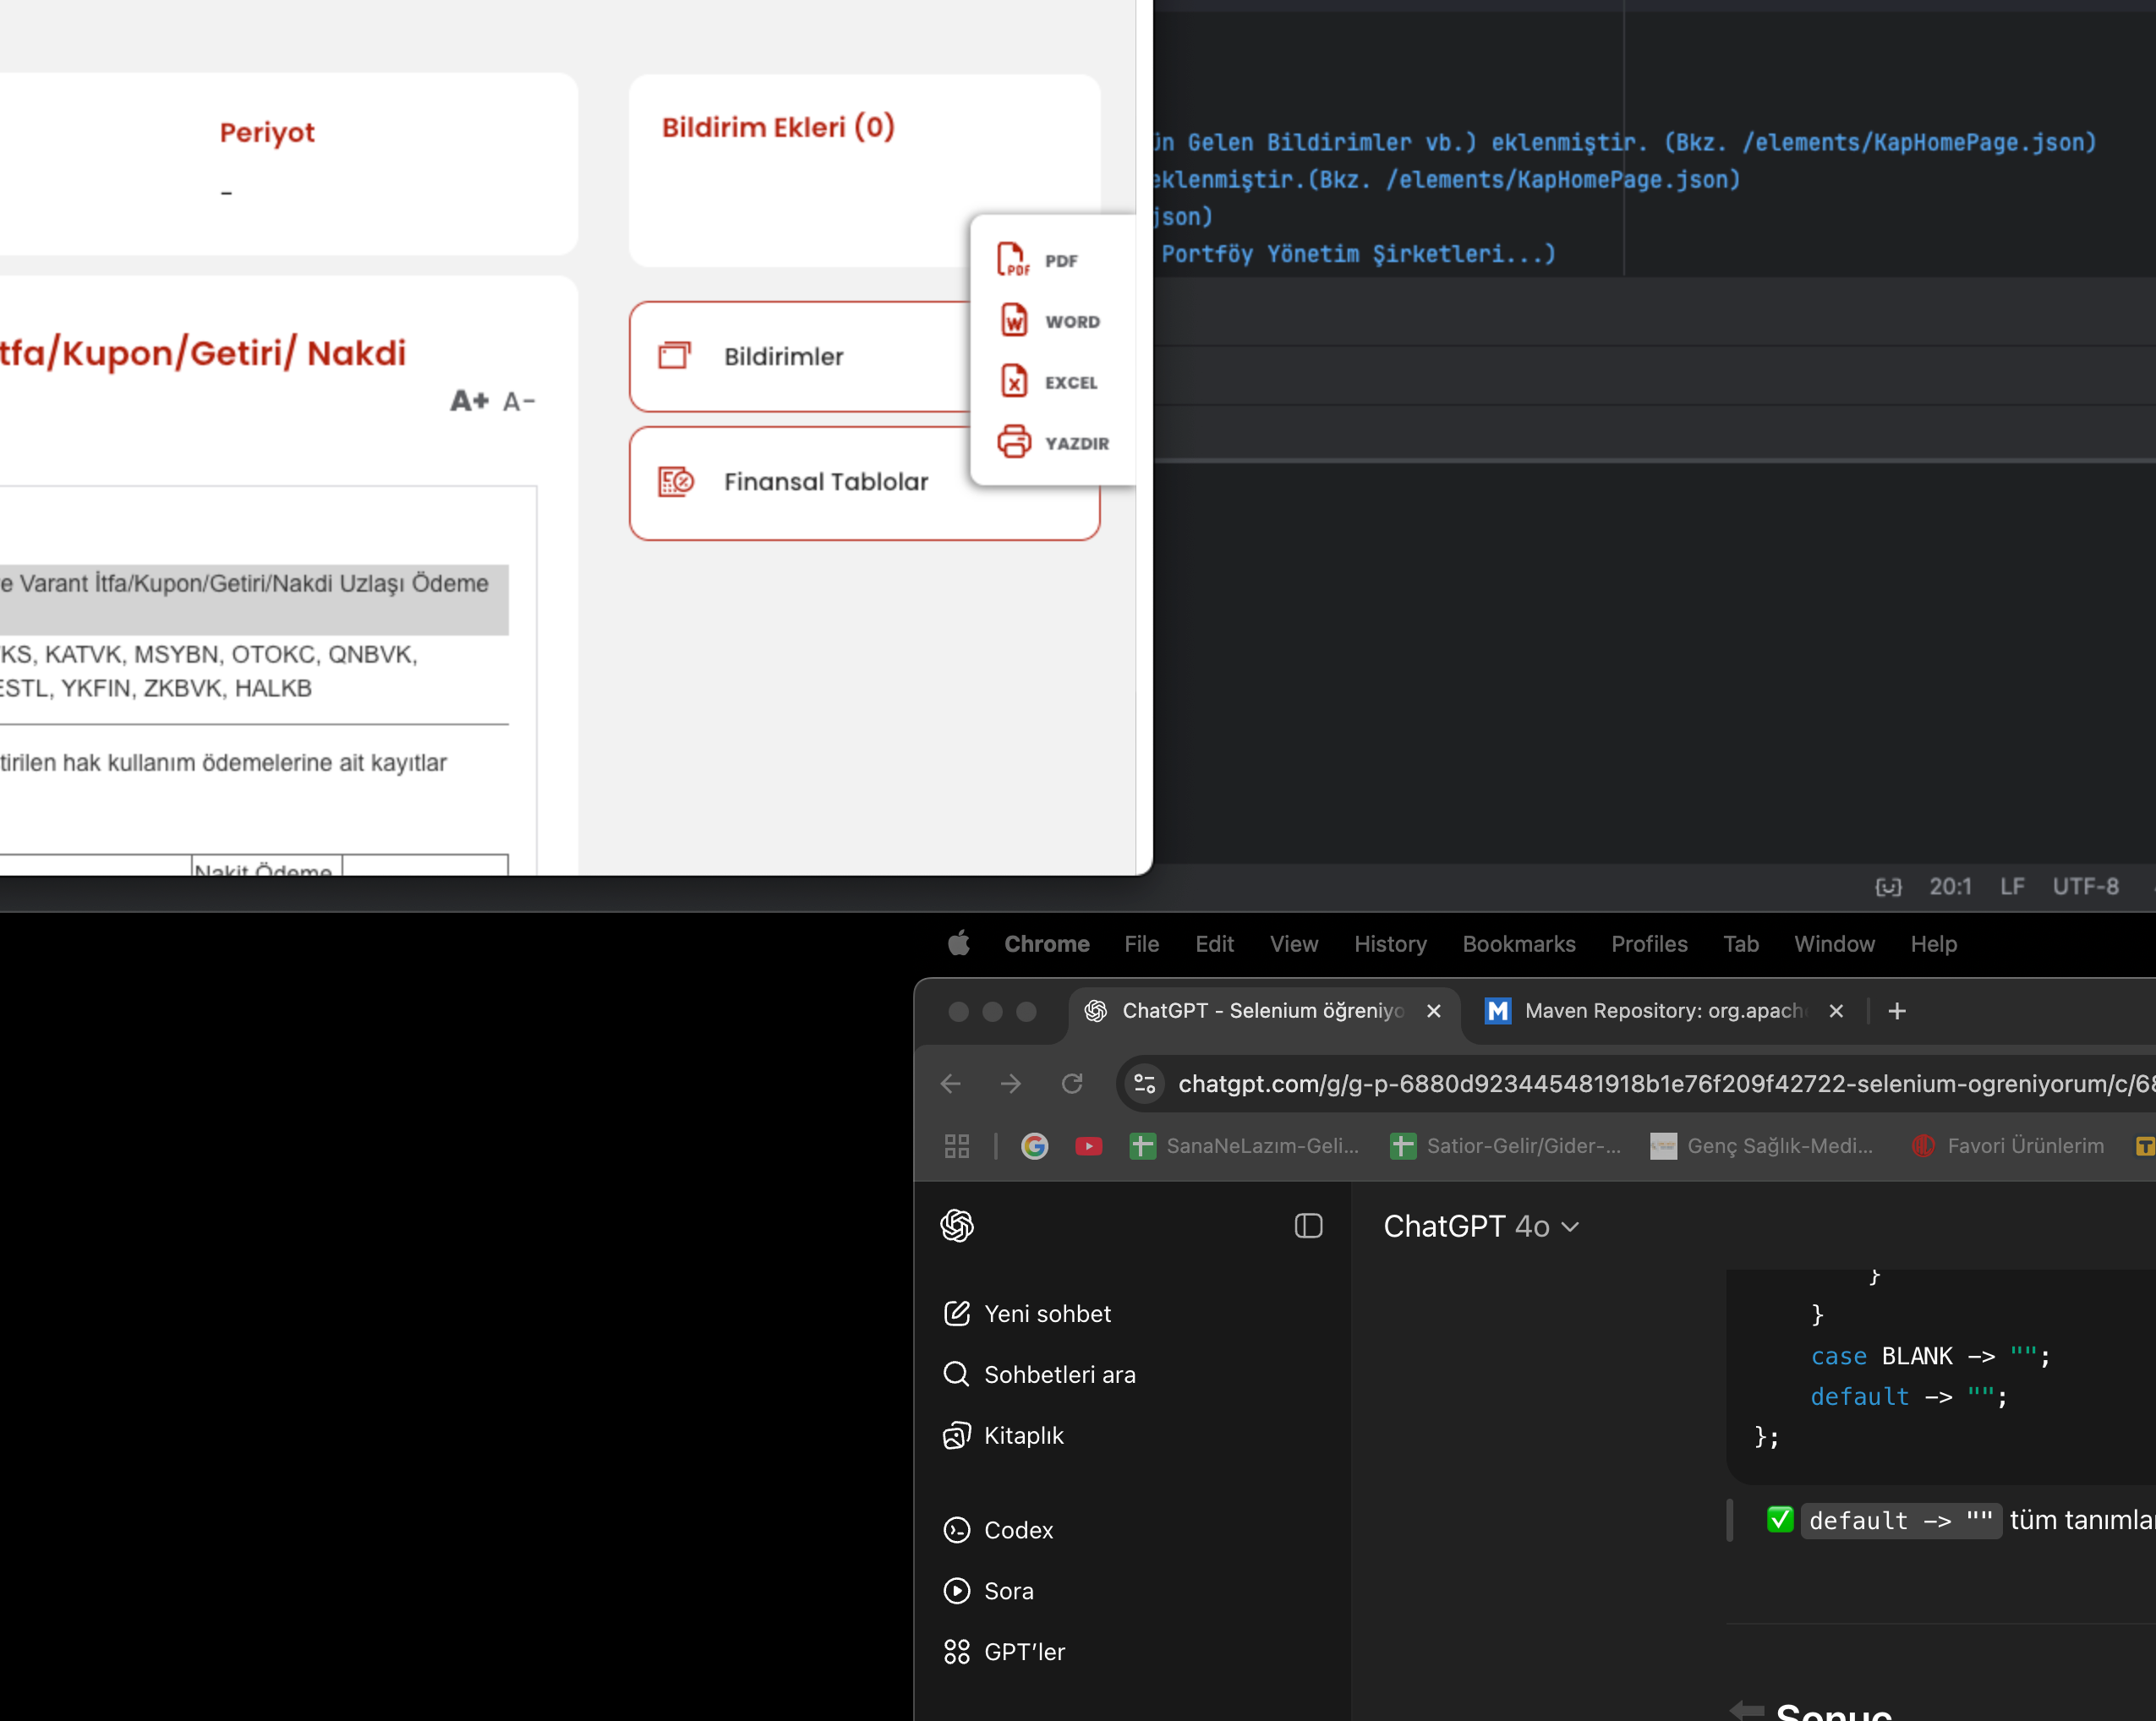 Periyot
-
Bildirim Ekleri (0)
PDF
WORD
EXCEL
YAZDIR
tfa/Kupon/Getiri/ Nakdi
A+ A-
Bildirimler
Finansal Tablolar
e Varant İtfa/Kupon/Getiri/Nakdi Uzlaşı Ödeme
KS, KATVK, MSYBN, OTOKC, QNBVK,
ESTL, YKFIN, ZKBVK, HALKB
tirilen hak kullanım ödemelerine ait kayıtlar
Nakit Ödeme
ün Gelen Bildirimler vb.) eklenmiştir. (Bkz. /elements/KapHomePage.json)
eklenmiştir.(Bkz. /elements/KapHomePage.json)
json)
Portföy Yönetim Şirketleri...)
20:1 LF UTF-8
Chrome File Edit View History Bookmarks Profiles Tab Window Help
ChatGPT - Selenium öğreniyo
Maven Repository: org.apach
chatgpt.com/g/g-p-6880d923445481918b1e76f209f42722-selenium-ogreniyorum/c/68
SanaNeLazım-Geli... Satior-Gelir/Gider-... Genç Sağlık-Medi... Favori Ürünlerim
ChatGPT 4o
Yeni sohbet
Sohbetleri ara
Kitaplık
Codex
Sora
GPT'ler
}
}
case BLANK -> "";
default -> "";
};
✅ default -> "" tüm tanımla
Sonuç